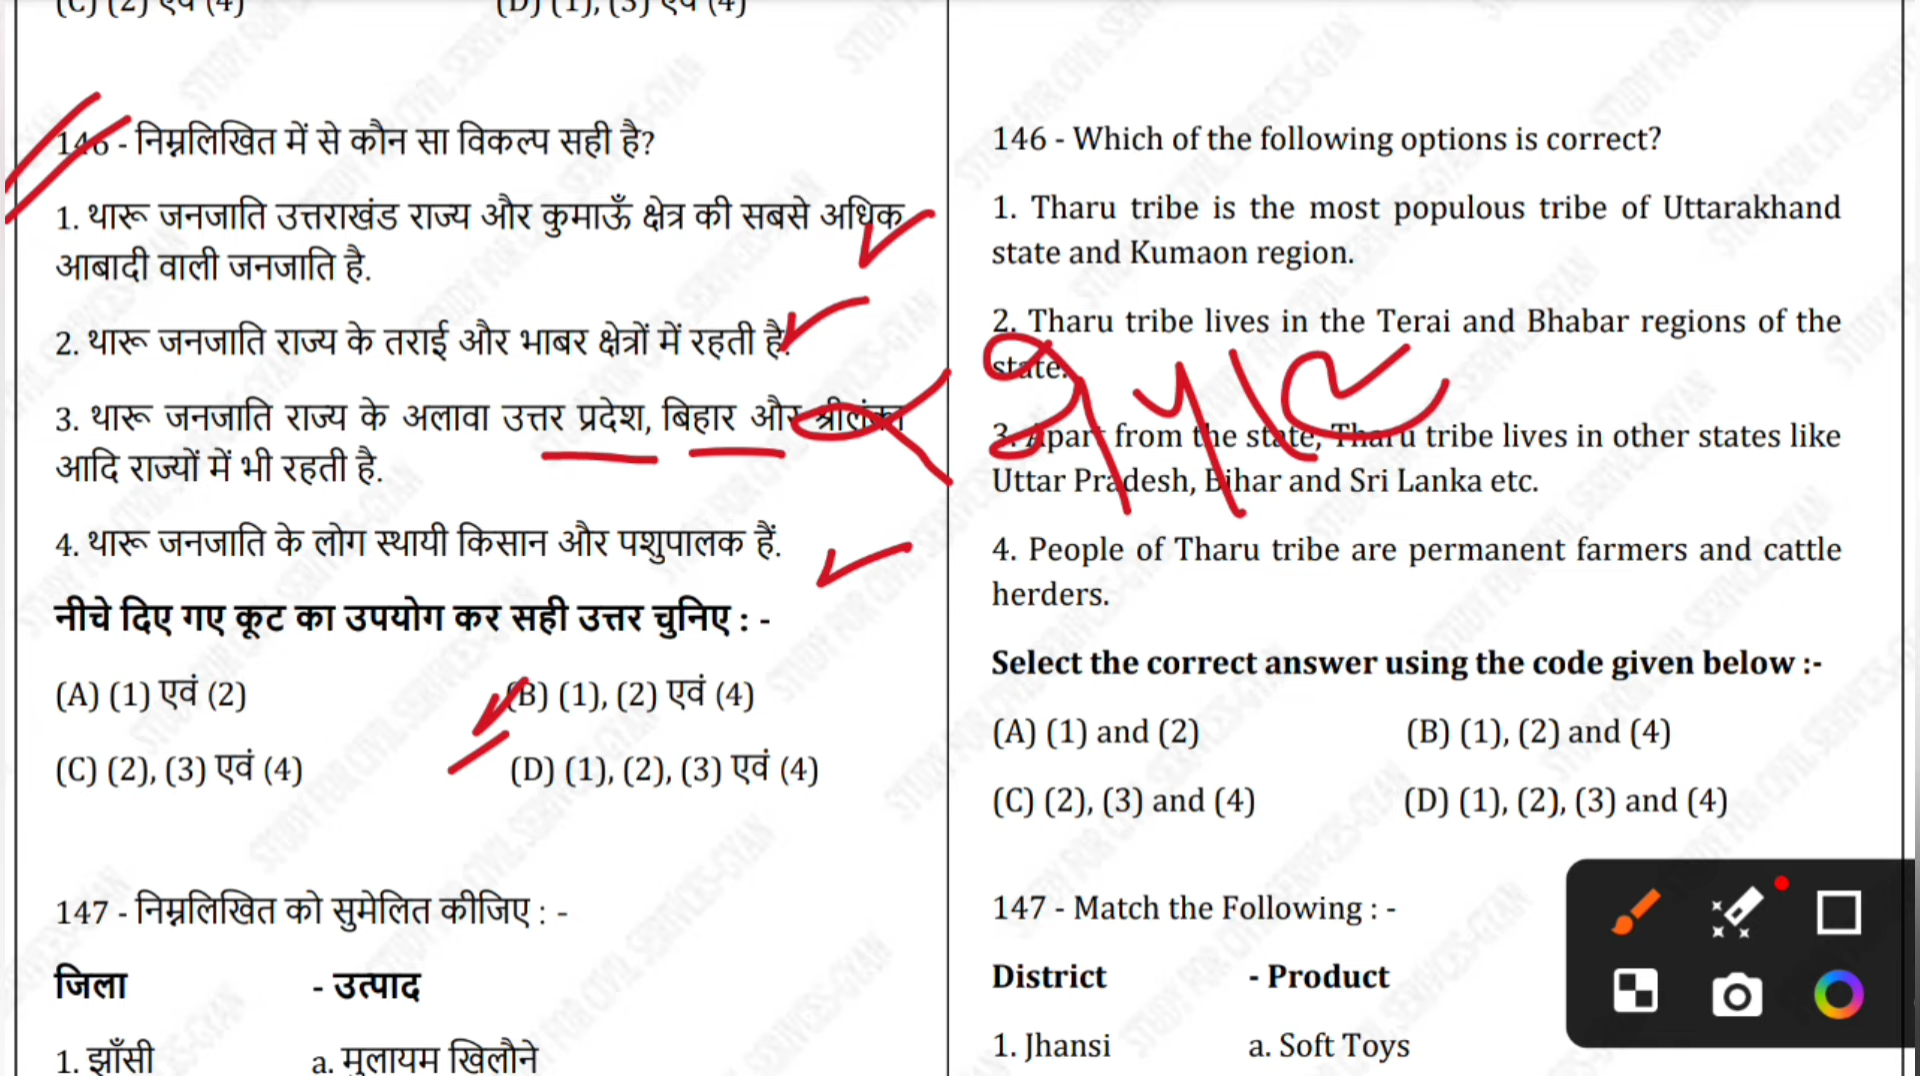 (C) (2) एवं (4)
(D) (1), (3) एवं (4)
146 - निम्नलिखित में से कौन सा विकल्प सही है?
1. थारू जनजाति उत्तराखंड राज्य और कुमाऊँ क्षेत्र की सबसे अधिक
आबादी वाली जनजाति है.
2. थारू जनजाति राज्य के तराई और भाबर क्षेत्रों में रहती है.
3. थारू जनजाति राज्य के अलावा उत्तर प्रदेश, बिहार और श्रीलंका
आदि राज्यों में भी रहती है.
4. थारू जनजाति के लोग स्थायी किसान और पशुपालक हैं.
नीचे दिए गए कूट का उपयोग कर सही उत्तर चुनिए : -
(A) (1) एवं (2)
(B) (1), (2) एवं (4)
(C) (2), (3) एवं (4)
(D) (1), (2), (3) एवं (4)
147 - निम्नलिखित को सुमेलित कीजिए : -
जिला - उत्पाद
1. झाँसी a. मुलायम खिलौने
146 - Which of the following options is correct?
1. Tharu tribe is the most populous tribe of Uttarakhand
state and Kumaon region.
2. Tharu tribe lives in the Terai and Bhabar regions of the
state.
3. Apart from the state, Tharu tribe lives in other states like
Uttar Pradesh, Bihar and Sri Lanka etc.
4. People of Tharu tribe are permanent farmers and cattle
herders.
Select the correct answer using the code given below :-
(A) (1) and (2)
(B) (1), (2) and (4)
(C) (2), (3) and (4)
(D) (1), (2), (3) and (4)
147 - Match the Following : -
District - Product
1. Jhansi a. Soft Toys